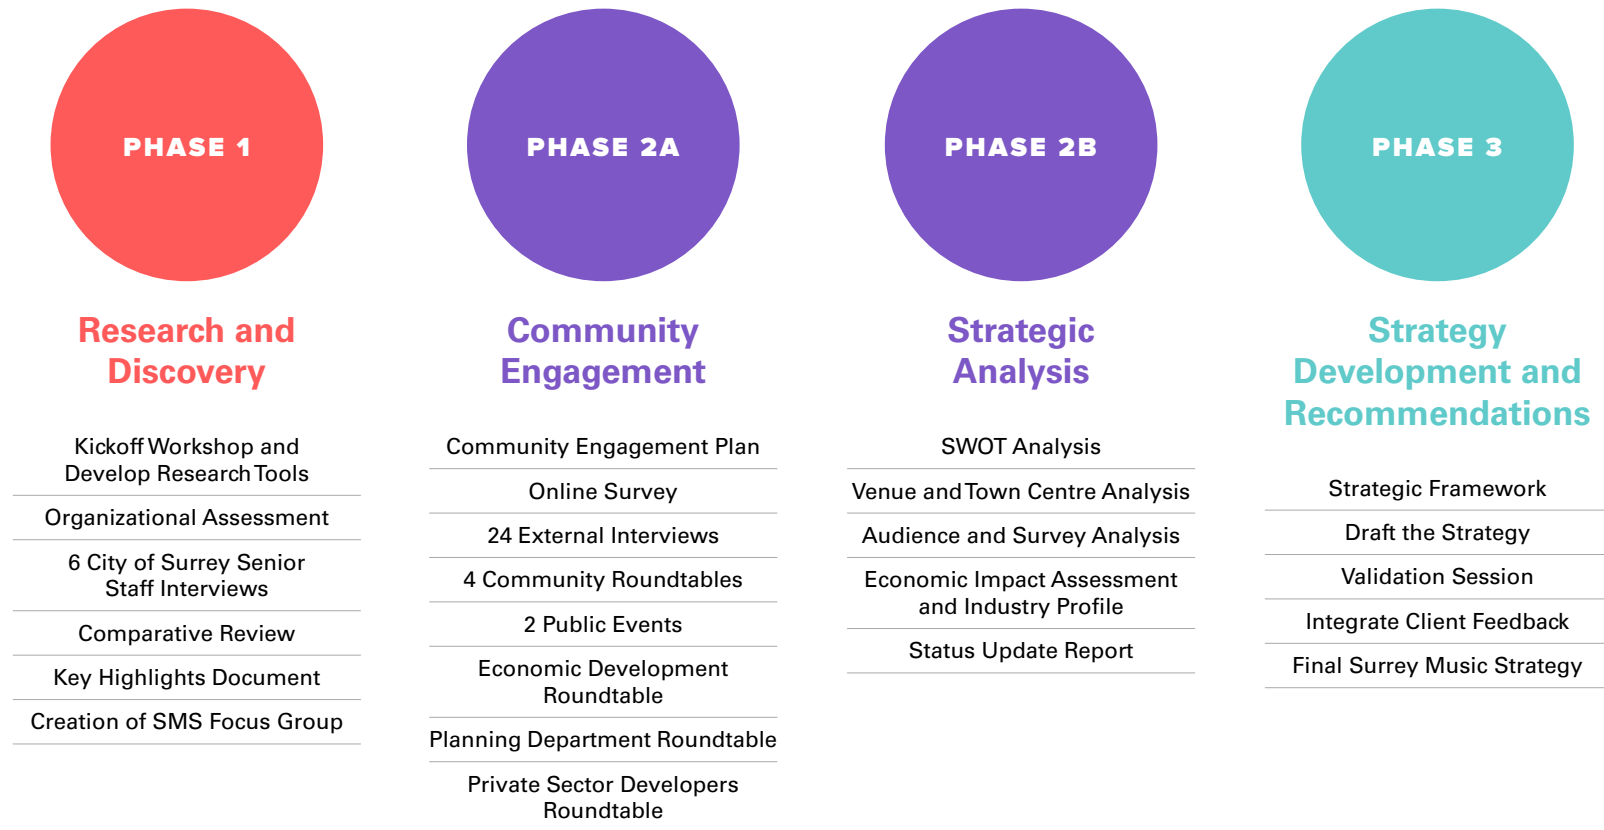 PHASE 1
Research and
Discovery
Kickoff Workshop and
Develop Research Tools
Organizational Assessment
6 City of Surrey Senior
Staff Interviews
Comparative Review
Key Highlights Document
Creation of SMS Focus Group
PHASE 2A
Community
Engagement
Community Engagement Plan
Online Survey
24 External Interviews
4 Community Roundtables
2 Public Events
Economic Development
Roundtable
Planning Department Roundtable
Private Sector Developers
Roundtable
PHASE 2B
Strategic
Analysis
SWOT Analysis
Venue and Town Centre Analysis
Audience and Survey Analysis
Economic Impact Assessment
and Industry Profile
Status Update Report
PHASE 3
Strategy
Development and
Recommendations
Strategic Framework
Draft the Strategy
Validation Session
Integrate Client Feedback
Final Surrey Music Strategy